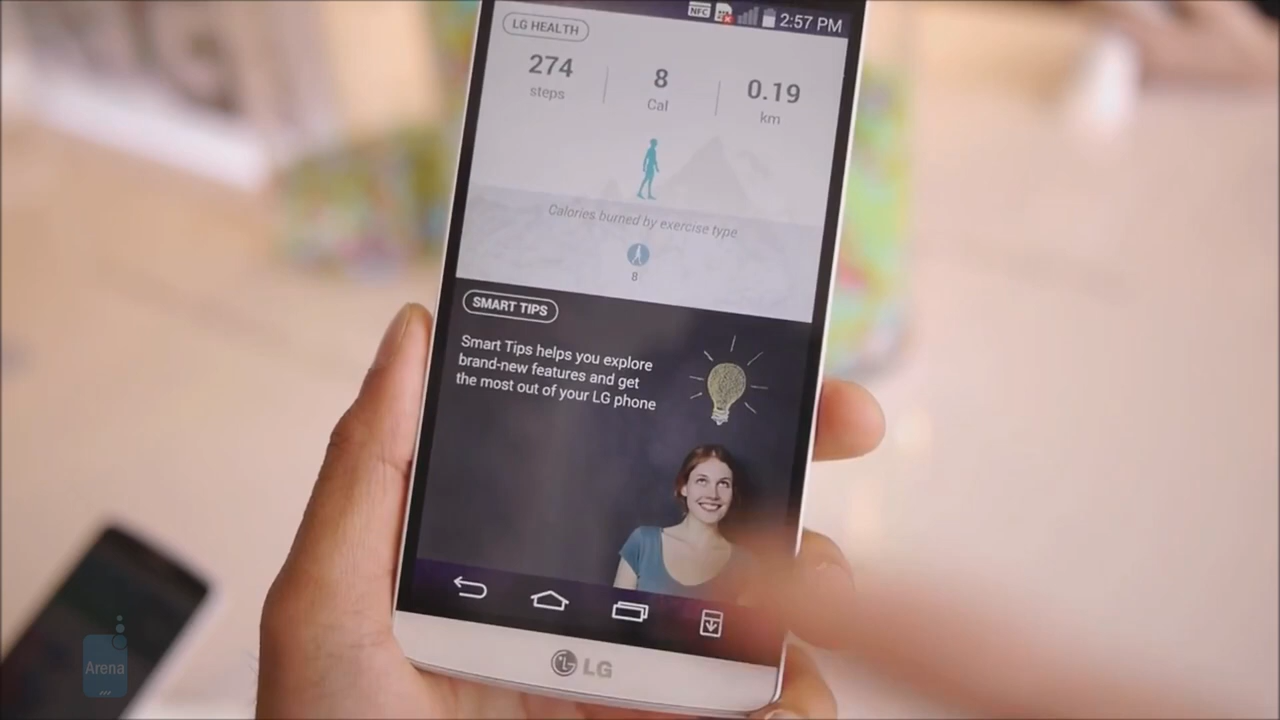 NFC 2:57 PM
LG HEALTH
274 8 0.19
steps Cal km
Calories burned by exercise type
8
SMART TIPS
Smart Tips helps you explore
brand-new features and get
the most out of your LG phone
LG
Arena